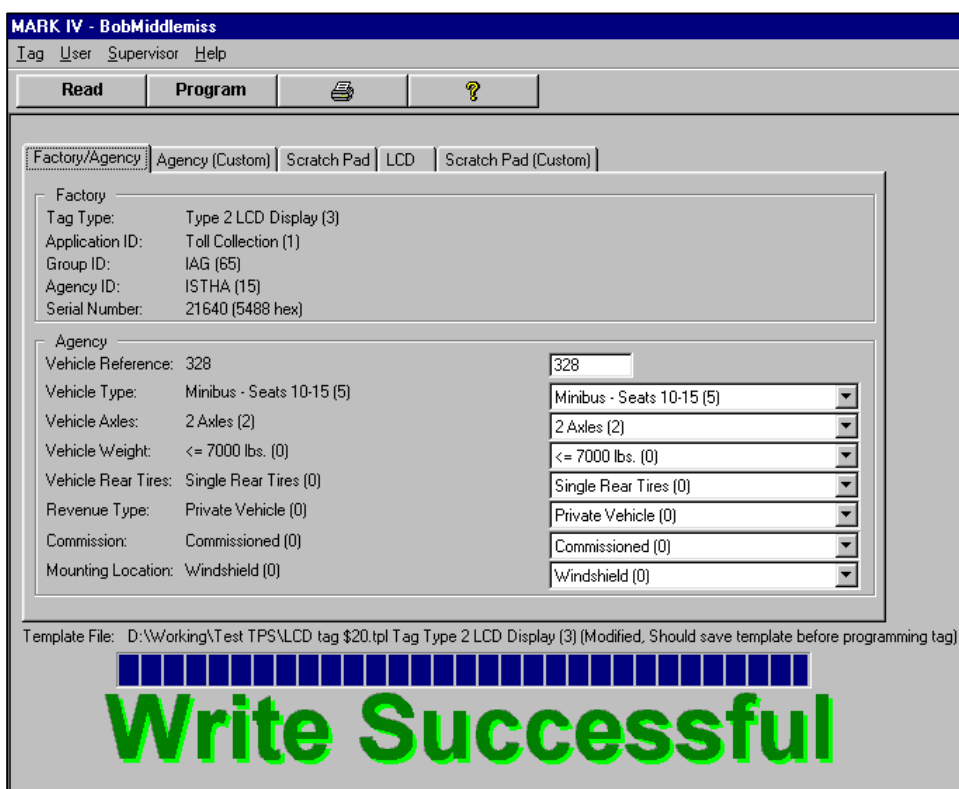 MARK IV - BobMiddlemiss
Tag User Supervisor Help
Read Program ?
Factory/Agency Agency (Custom) Scratch Pad LCD Scratch Pad (Custom)
Factory
Tag Type: Type 2 LCD Display (3)
Application ID: Toll Collection (1)
Group ID: IAG (65)
Agency ID: ISTHA (15)
Serial Number: 21640 (5488 hex)
Agency
Vehicle Reference: 328 328
Vehicle Type: Minibus - Seats 10-15 (5) Minibus - Seats 10-15 (5)
Vehicle Axles: 2 Axles (2) 2 Axles (2)
Vehicle Weight: <= 7000 lbs. (0) <= 7000 lbs. (0)
Vehicle Rear Tires: Single Rear Tires (0) Single Rear Tires (0)
Revenue Type: Private Vehicle (0) Private Vehicle (0)
Commission: Commissioned (0) Commissioned (0)
Mounting Location: Windshield (0) Windshield (0)
Template File: D:\Working\Test TPS\LCD tag $20.tpl Tag Type 2 LCD Display (3) (Modified, Should save template before programming tag)
Write Successful